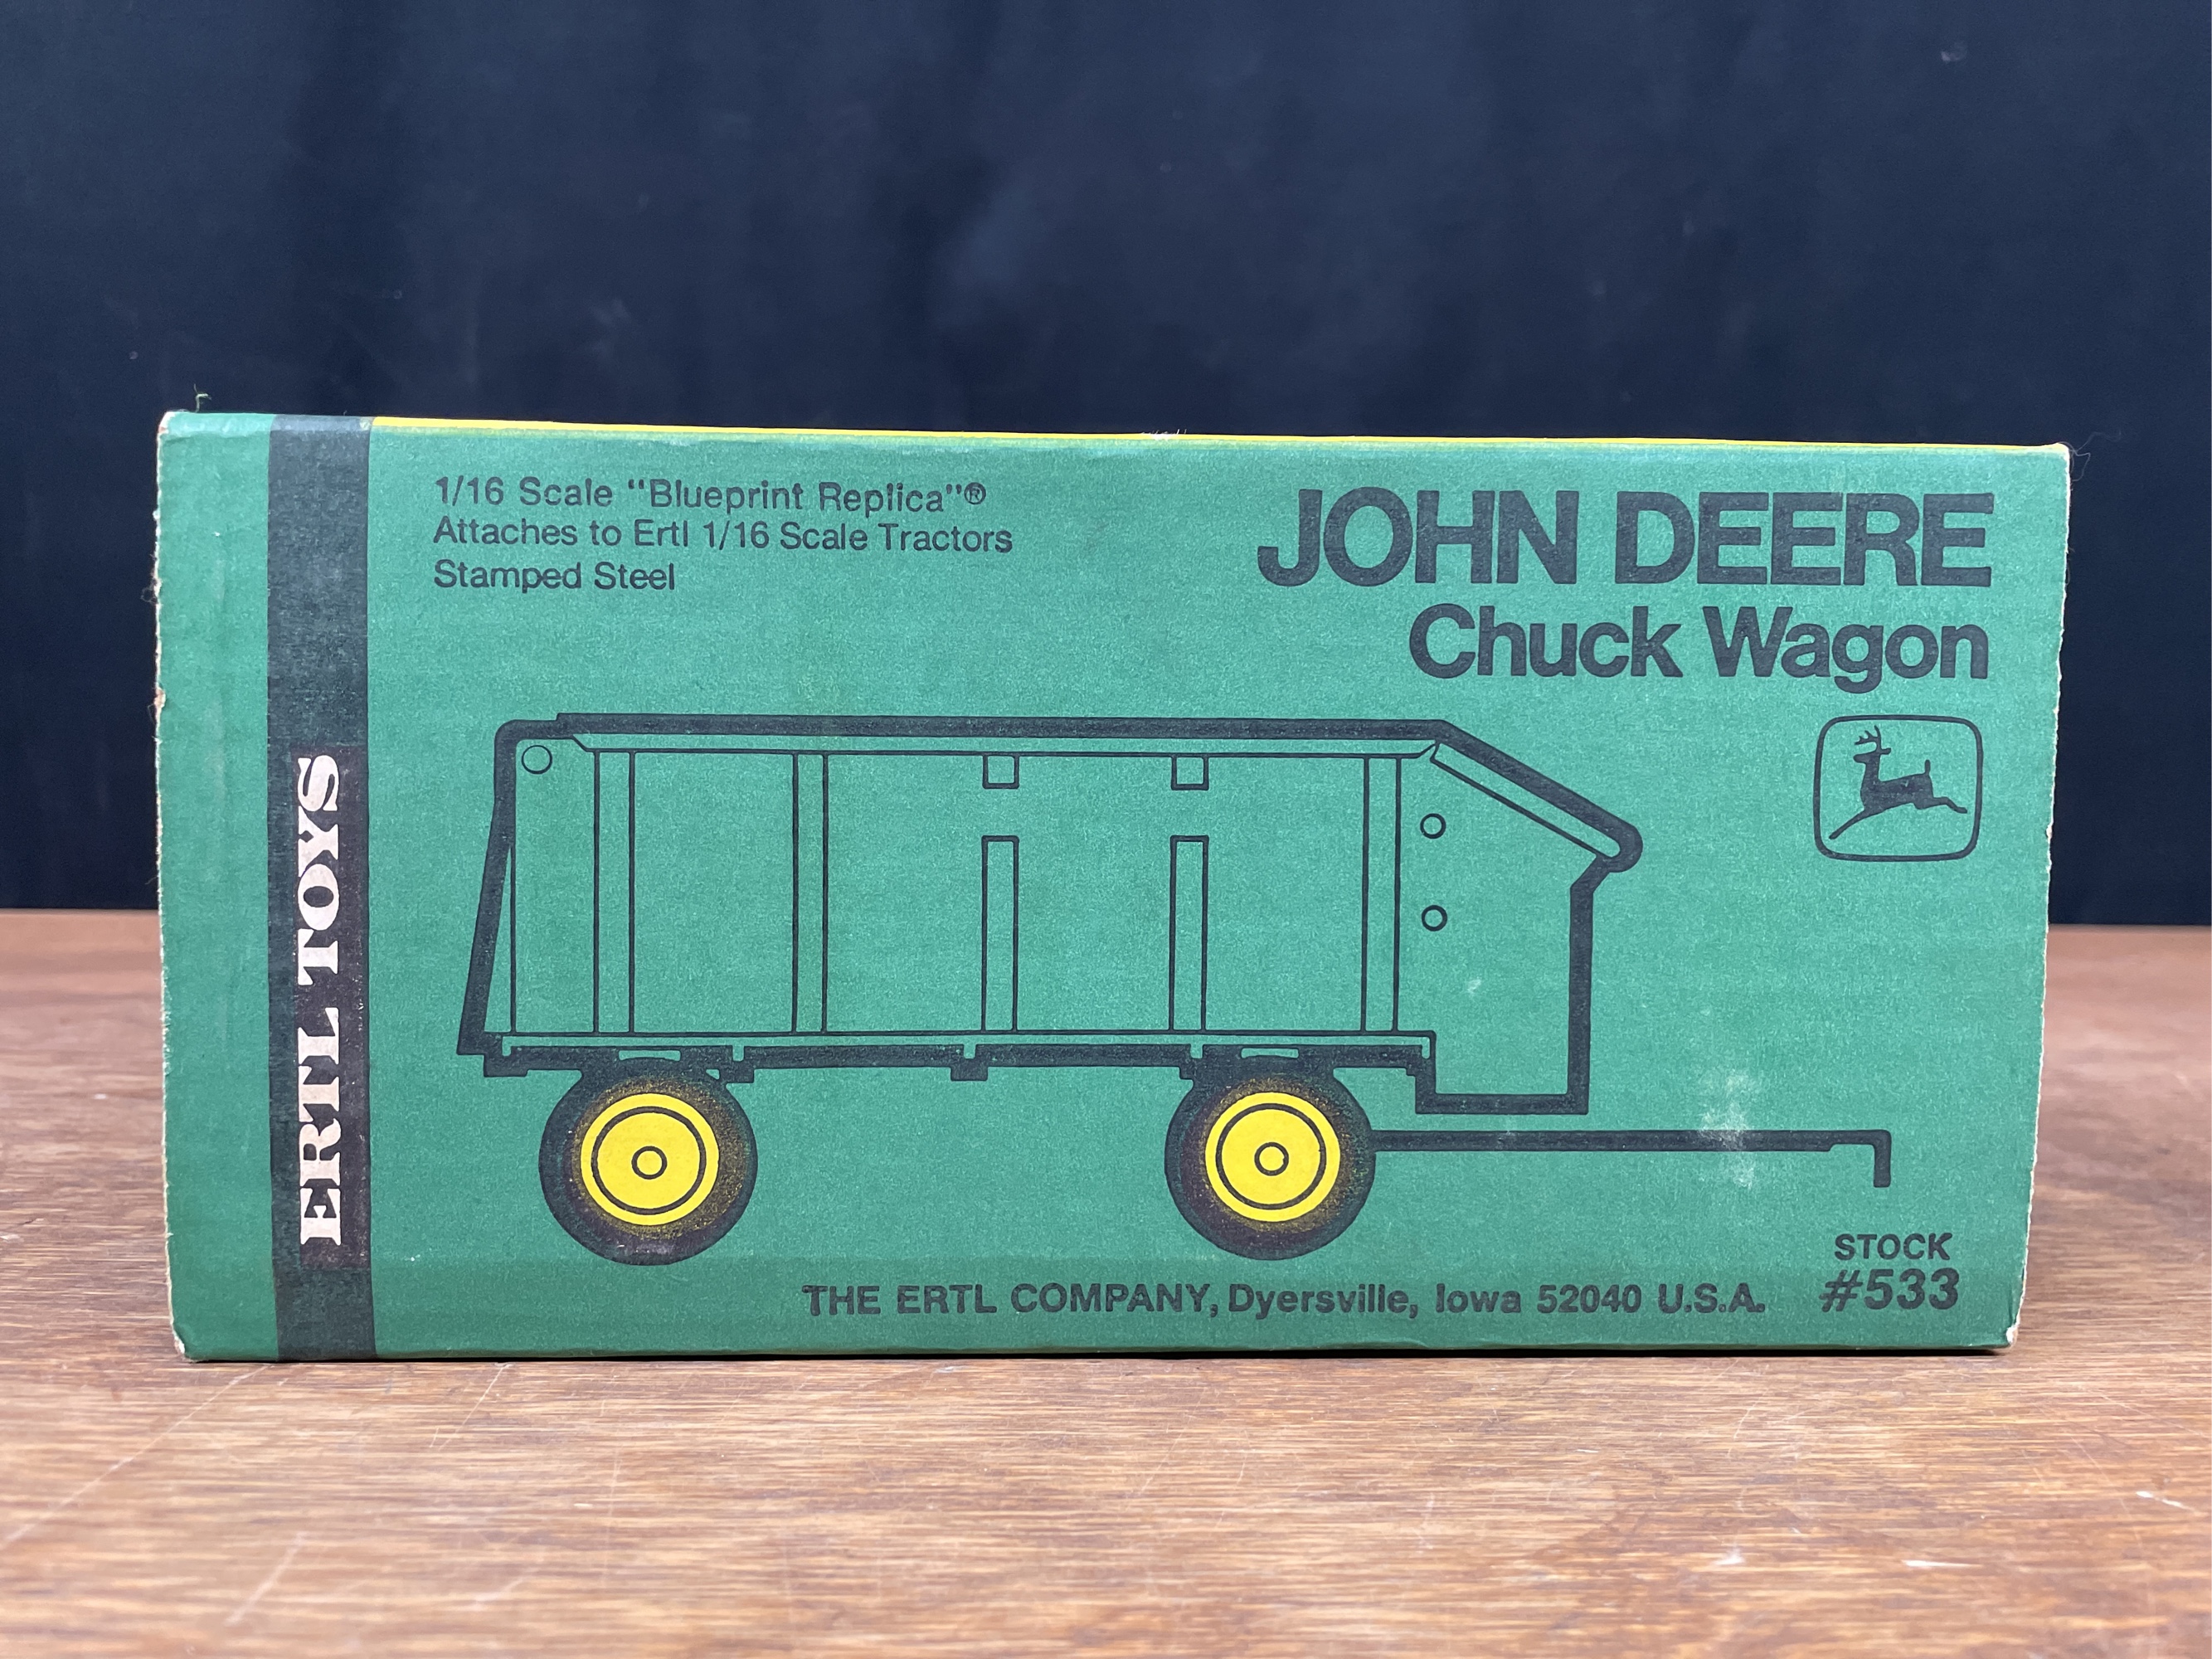 1/16 Scale "Blueprint Replica"®
Attaches to Ertl 1/16 Scale Tractors
Stamped Steel
JOHN DEERE
Chuck Wagon
ERTL TOYS
STOCK
#533
THE ERTL COMPANY, Dyersville, Iowa 52040 U.S.A.